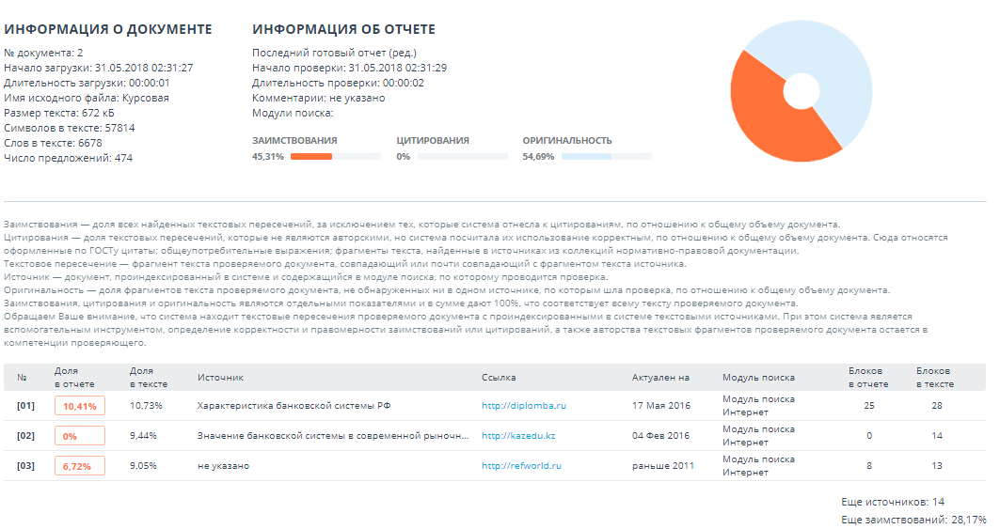 ИНФОРМАЦИЯ О ДОКУМЕНТЕ
№ документа: 2
Начало загрузки: 31.05.2018 02:31:27
Длительность загрузки: 00:00:01
Имя исходного файла: Курсовая
Размер текста: 672 кБ
Символов в тексте: 57814
Слов в тексте: 6678
Число предложений: 474
ИНФОРМАЦИЯ ОБ ОТЧЕТЕ
Последний готовый отчет (ред.)
Начало проверки: 31.05.2018 02:31:29
Длительность проверки: 00:00:02
Комментарии: не указано
Модули поиска:
ЗАИМСТВОВАНИЯ ЦИТИРОВАНИЯ ОРИГИНАЛЬНОСТЬ
45,31% 0% 54,69%
Заимствования — доля всех найденных текстовых пересечений, за исключением тех, которые система отнесла к цитированиям, по отношению к общему объему документа.
Цитирования — доля текстовых пересечений, которые не являются авторскими, но система посчитала их использование корректным, по отношению к общему объему документа. Сюда относятся
оформленные по ГОСТу цитаты; общеупотребительные выражения; фрагменты текста, найденные в источниках из коллекций нормативно-правовой документации.
Текстовое пересечение — фрагмент текста проверяемого документа, совпадающий или почти совпадающий с фрагментом текста источника.
Источник — документ, проиндексированный в системе и содержащийся в модуле поиска, по которому проводится проверка.
Оригинальность — доля фрагментов текста проверяемого документа, не обнаруженных ни в одном источнике, по которым шла проверка, по отношению к общему объему документа.
Заимствования, цитирования и оригинальность являются отдельными показателями и в сумме дают 100%, что соответствует всему тексту проверяемого документа.
Обращаем Ваше внимание, что система находит текстовые пересечения проверяемого документа с проиндексированными в системе текстовыми источниками. При этом система является
вспомогательным инструментом, определение корректности и правомерности заимствований или цитирований, а также авторства текстовых фрагментов проверяемого документа остается в
компетенции проверяющего.
№ Доля в отчете Доля в тексте Источник Ссылка Актуален на Модуль поиска Блоков в отчете Блоков в тексте
[01] 10,41% 10,73% Характеристика банковской системы РФ http://diplomba.ru 17 Мая 2016 Модуль поиска Интернет 25 28
[02] 0% 9,44% Значение банковской системы в современной рыночн... http://kazedu.kz 04 Фев 2016 Модуль поиска Интернет 0 14
[03] 6,72% 9,05% не указано http://refworld.ru раньше 2011 Модуль поиска Интернет 8 13
Еще источников: 14
Еще заимствований: 28,17%